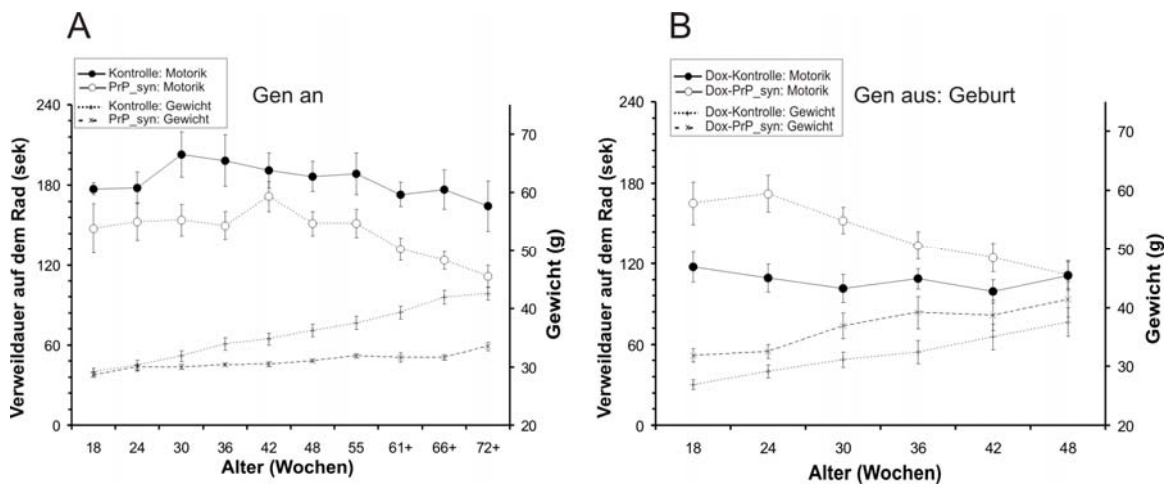 A
Kontrolle: Motorik
PrP_syn: Motorik
Kontrolle: Gewicht
PrP_syn: Gewicht
Gen an
Verweildauer auf dem Rad (sek)
240
180
120
60
0
70
60
50
40
30
20
Gewicht (g)
18 24 30 36 42 48 55 61+ 66+ 72+
Alter (Wochen)
B
Dox-Kontrolle: Motorik
Dox-PrP_syn: Motorik
Dox-Kontrolle: Gewicht
Dox-PrP_syn: Gewicht
Gen aus: Geburt
Verweildauer auf dem Rad (sek)
240
180
120
60
0
70
60
50
40
30
20
Gewicht (g)
18 24 30 36 42 48
Alter (Wochen)